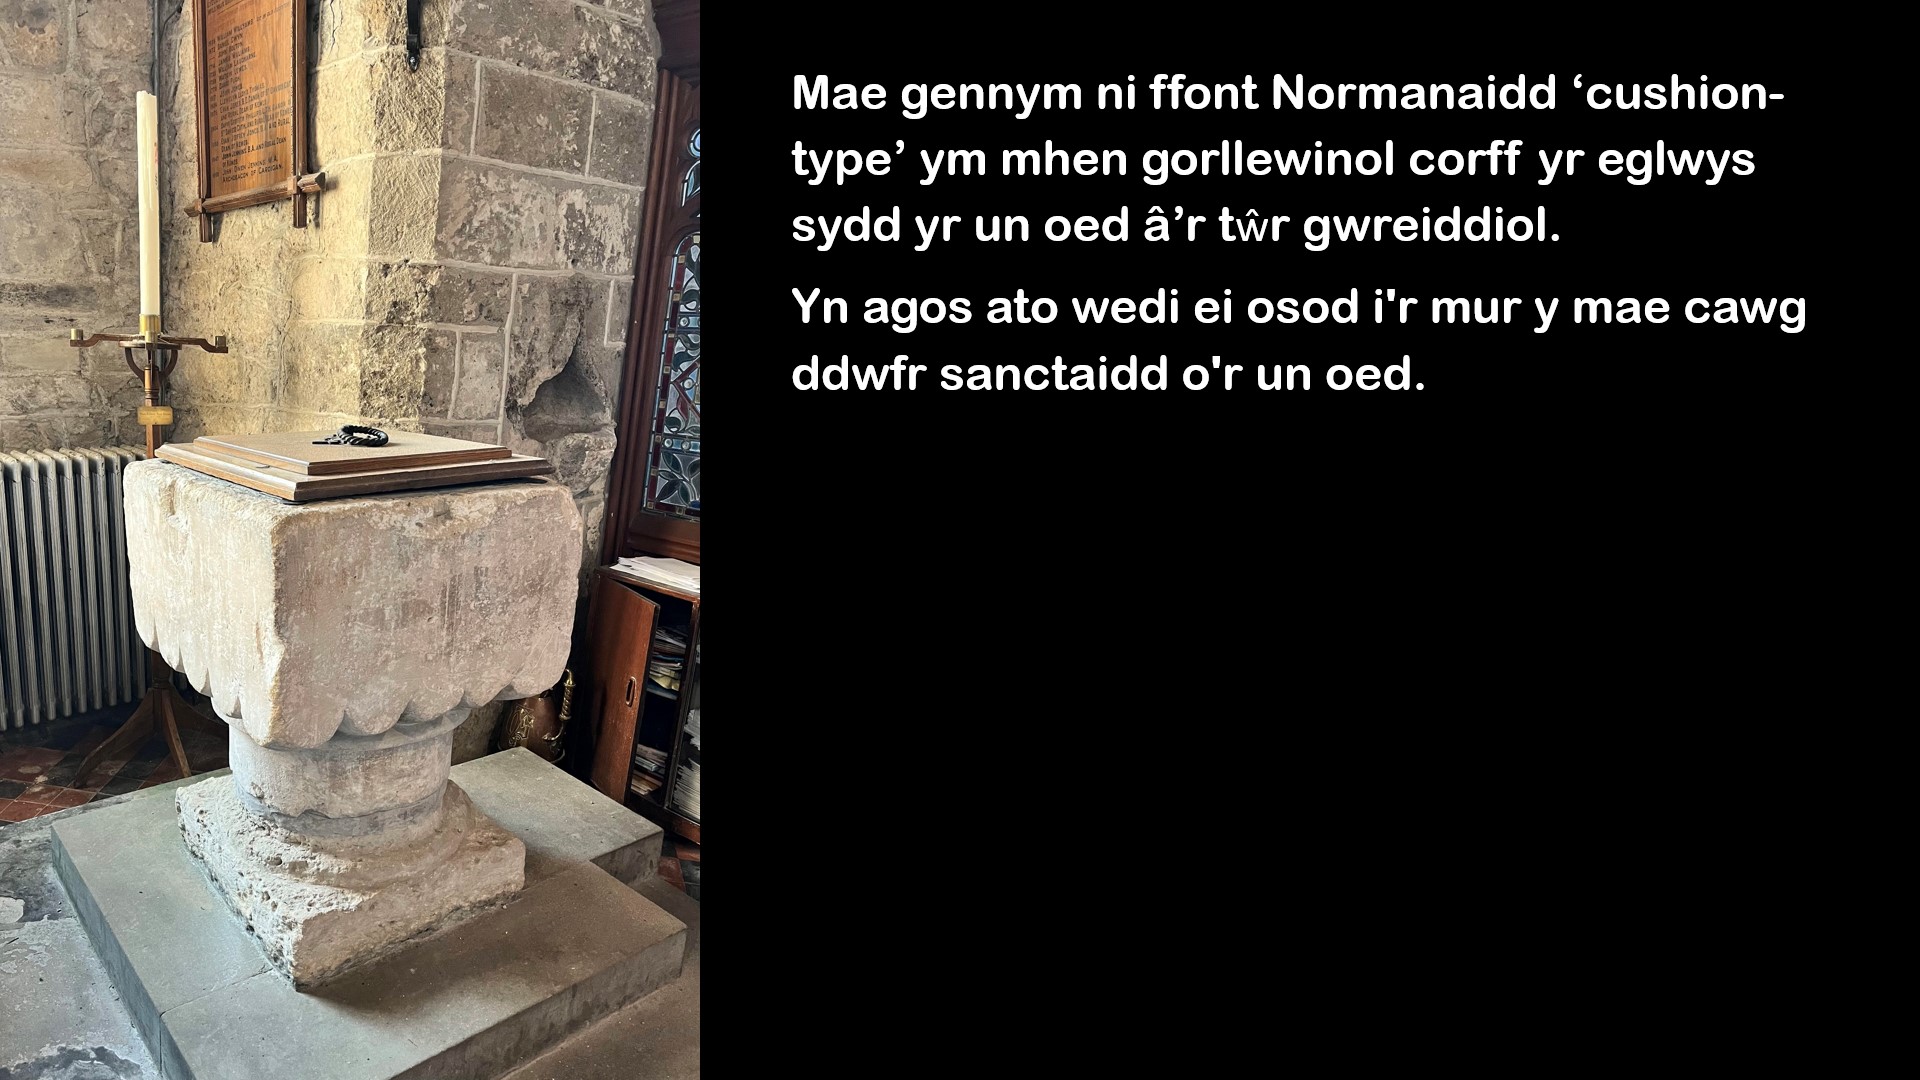 Mae gennym ni ffont Normanaidd ‘cushion-
type’ ym mhen gorllewinol corff yr eglwys
sydd yr un oed â’r tŵr gwreiddiol.
Yn agos ato wedi ei osod i'r mur y mae cawg
ddwfr sanctaidd o'r un oed.